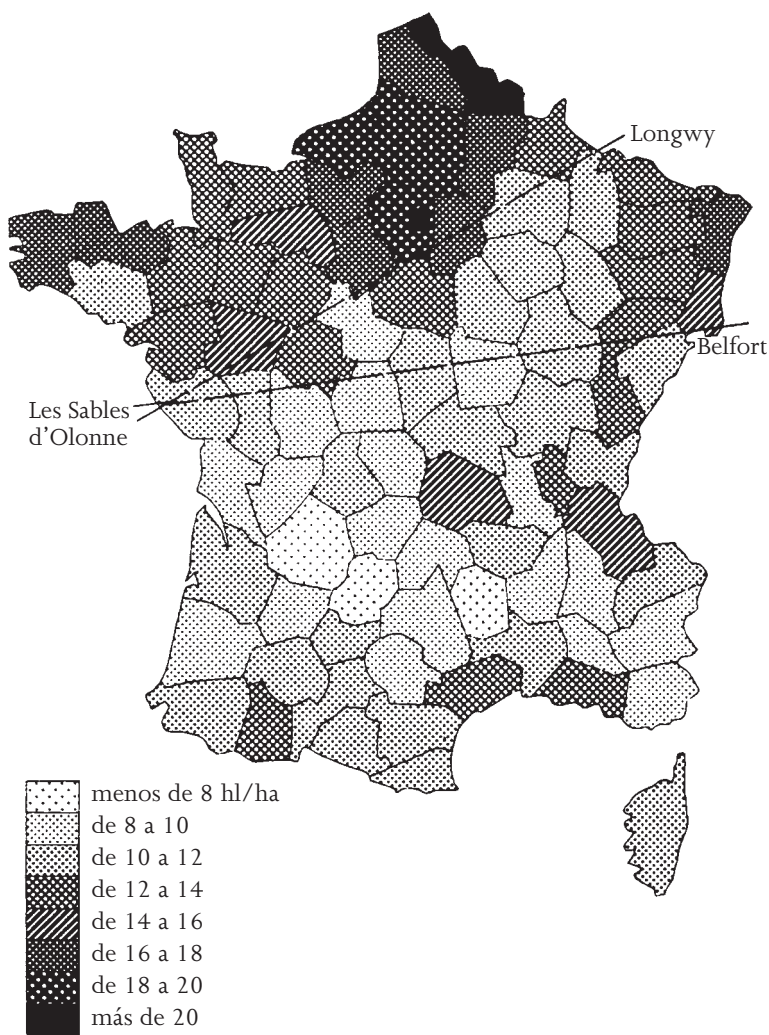 Longwy
Belfort
Les Sables
d'Olonne
menos de 8 hl/ha
de 8 a 10
de 10 a 12
de 12 a 14
de 14 a 16
de 16 a 18
de 18 a 20
más de 20